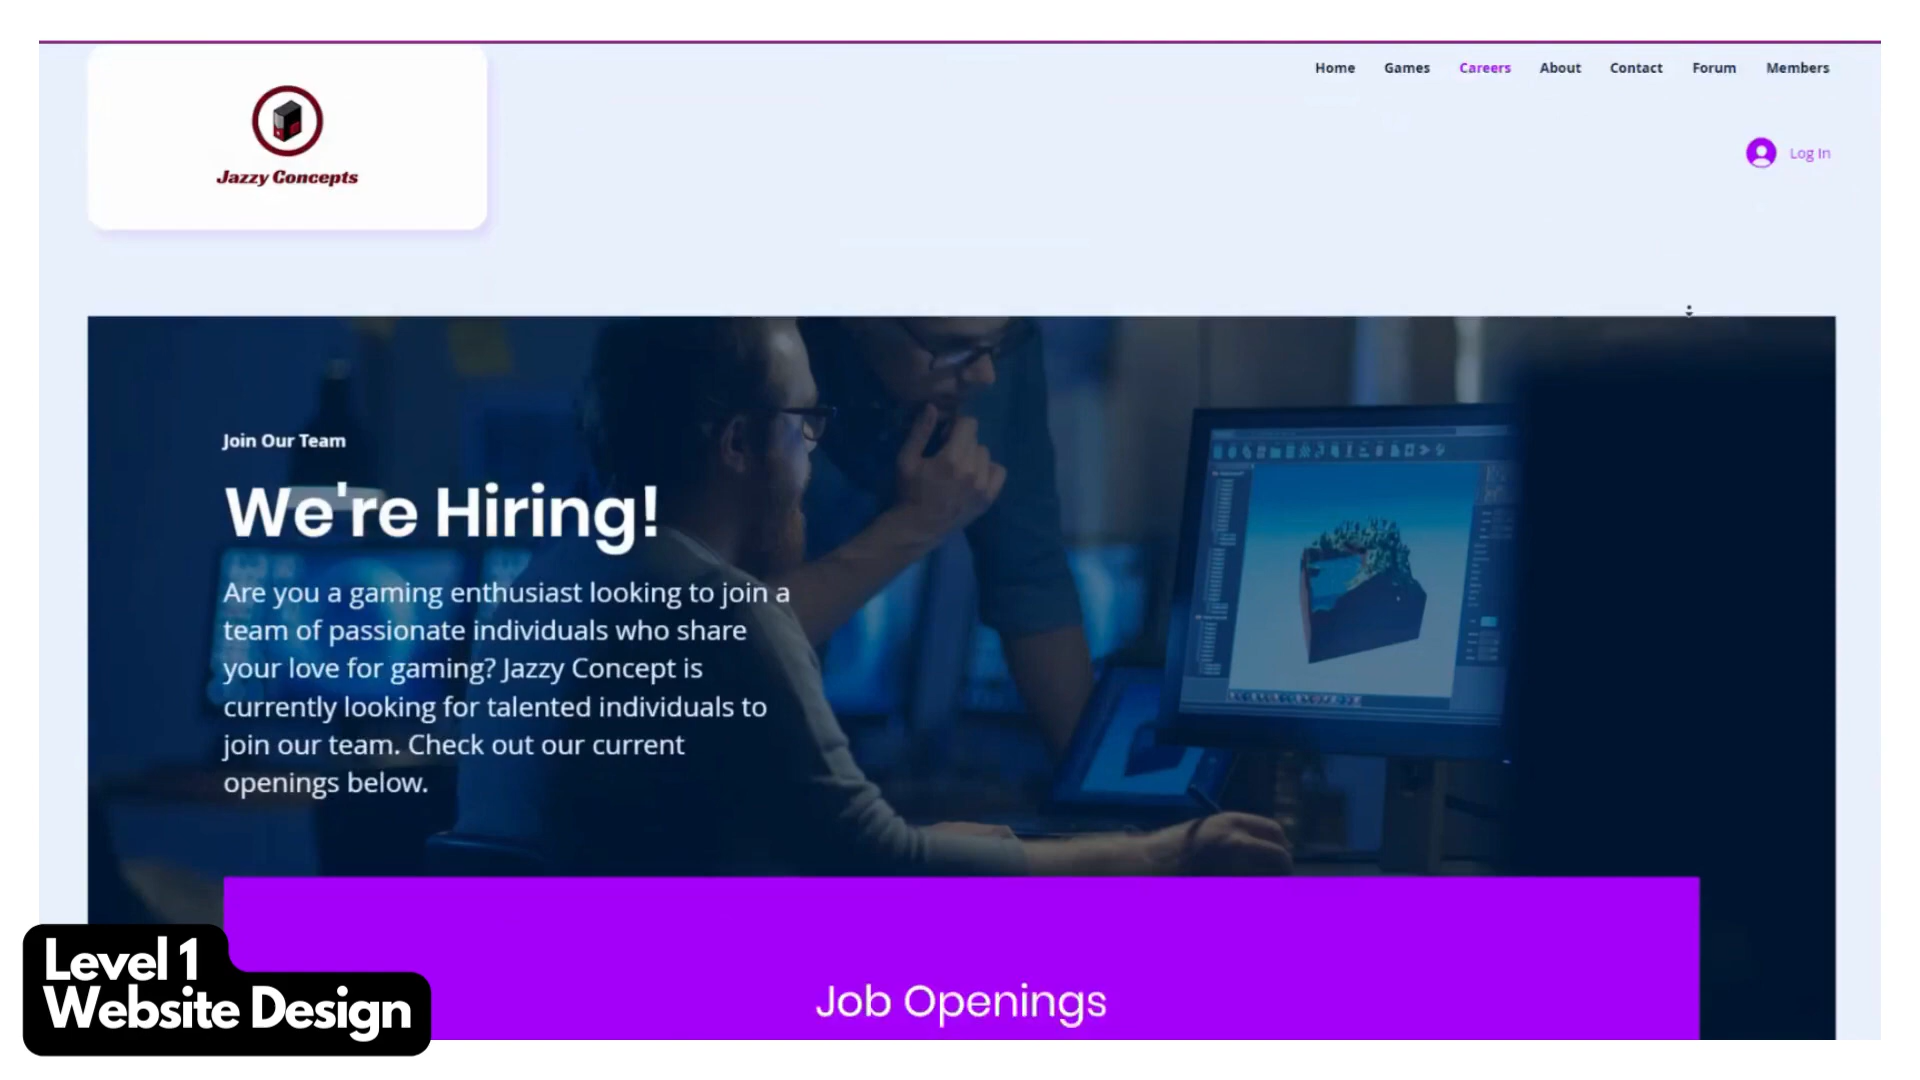 Jazzy Concepts
Home Games Careers About Contact Forum Members
Log In
Join Our Team
We're Hiring!
Are you a gaming enthusiast looking to join a
team of passionate individuals who share
your love for gaming? Jazzy Concept is
currently looking for talented individuals to
join our team. Check out our current
openings below.
Job Openings
Level 1
Website Design